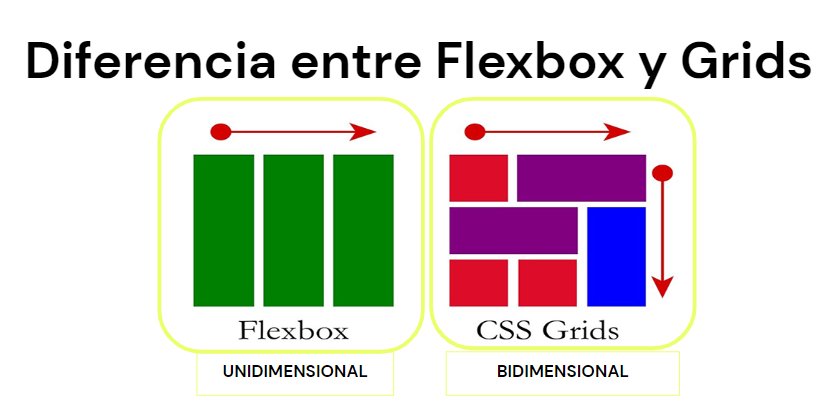 Diferencia entre Flexbox y Grids
Flexbox
CSS Grids
UNIDIMENSIONAL
BIDIMENSIONAL